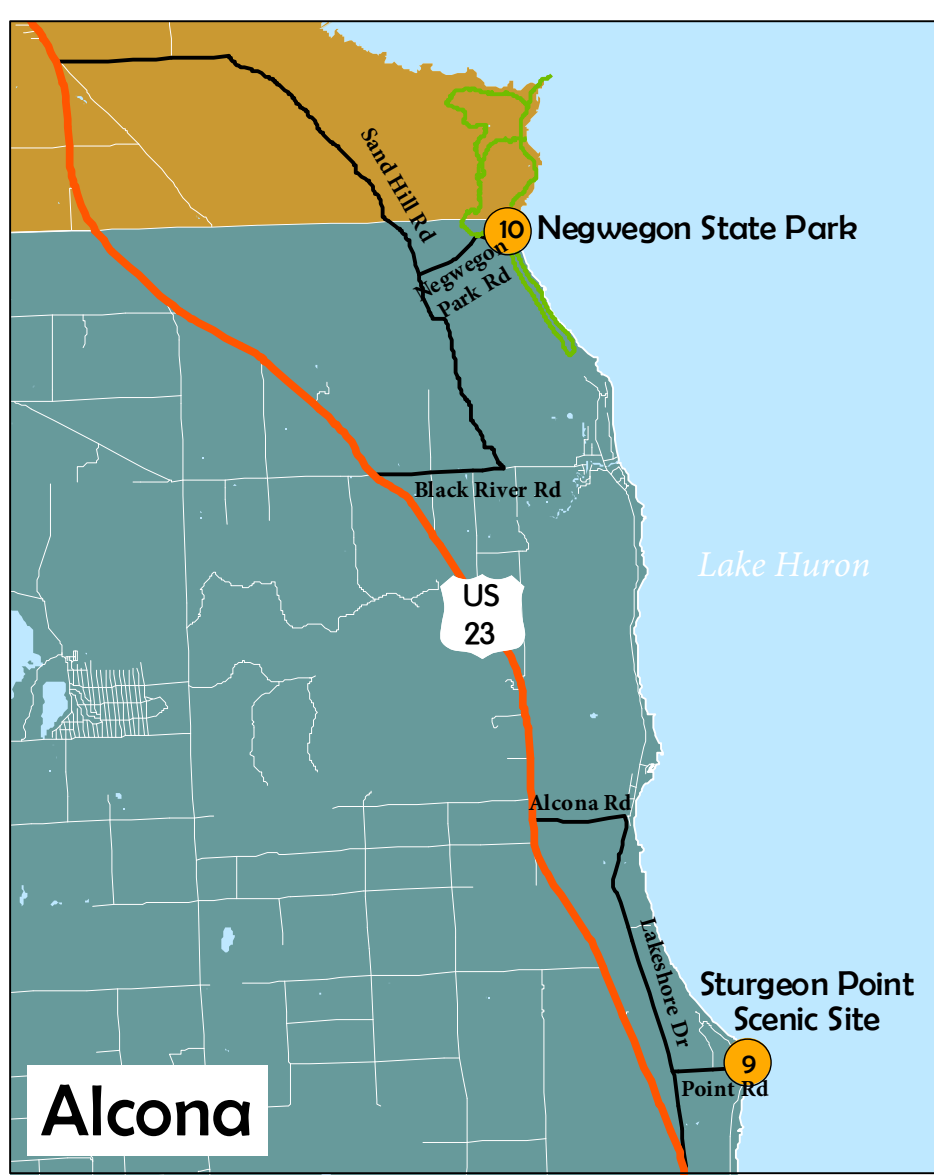 Sand Hill Rd
10
Negwegon State Park
Negwegon
Park Rd
Black River Rd
Lake Huron
US
23
Alcona Rd
Lakeshore Dr
Sturgeon Point
Scenic Site
9
Point Rd
Alcona